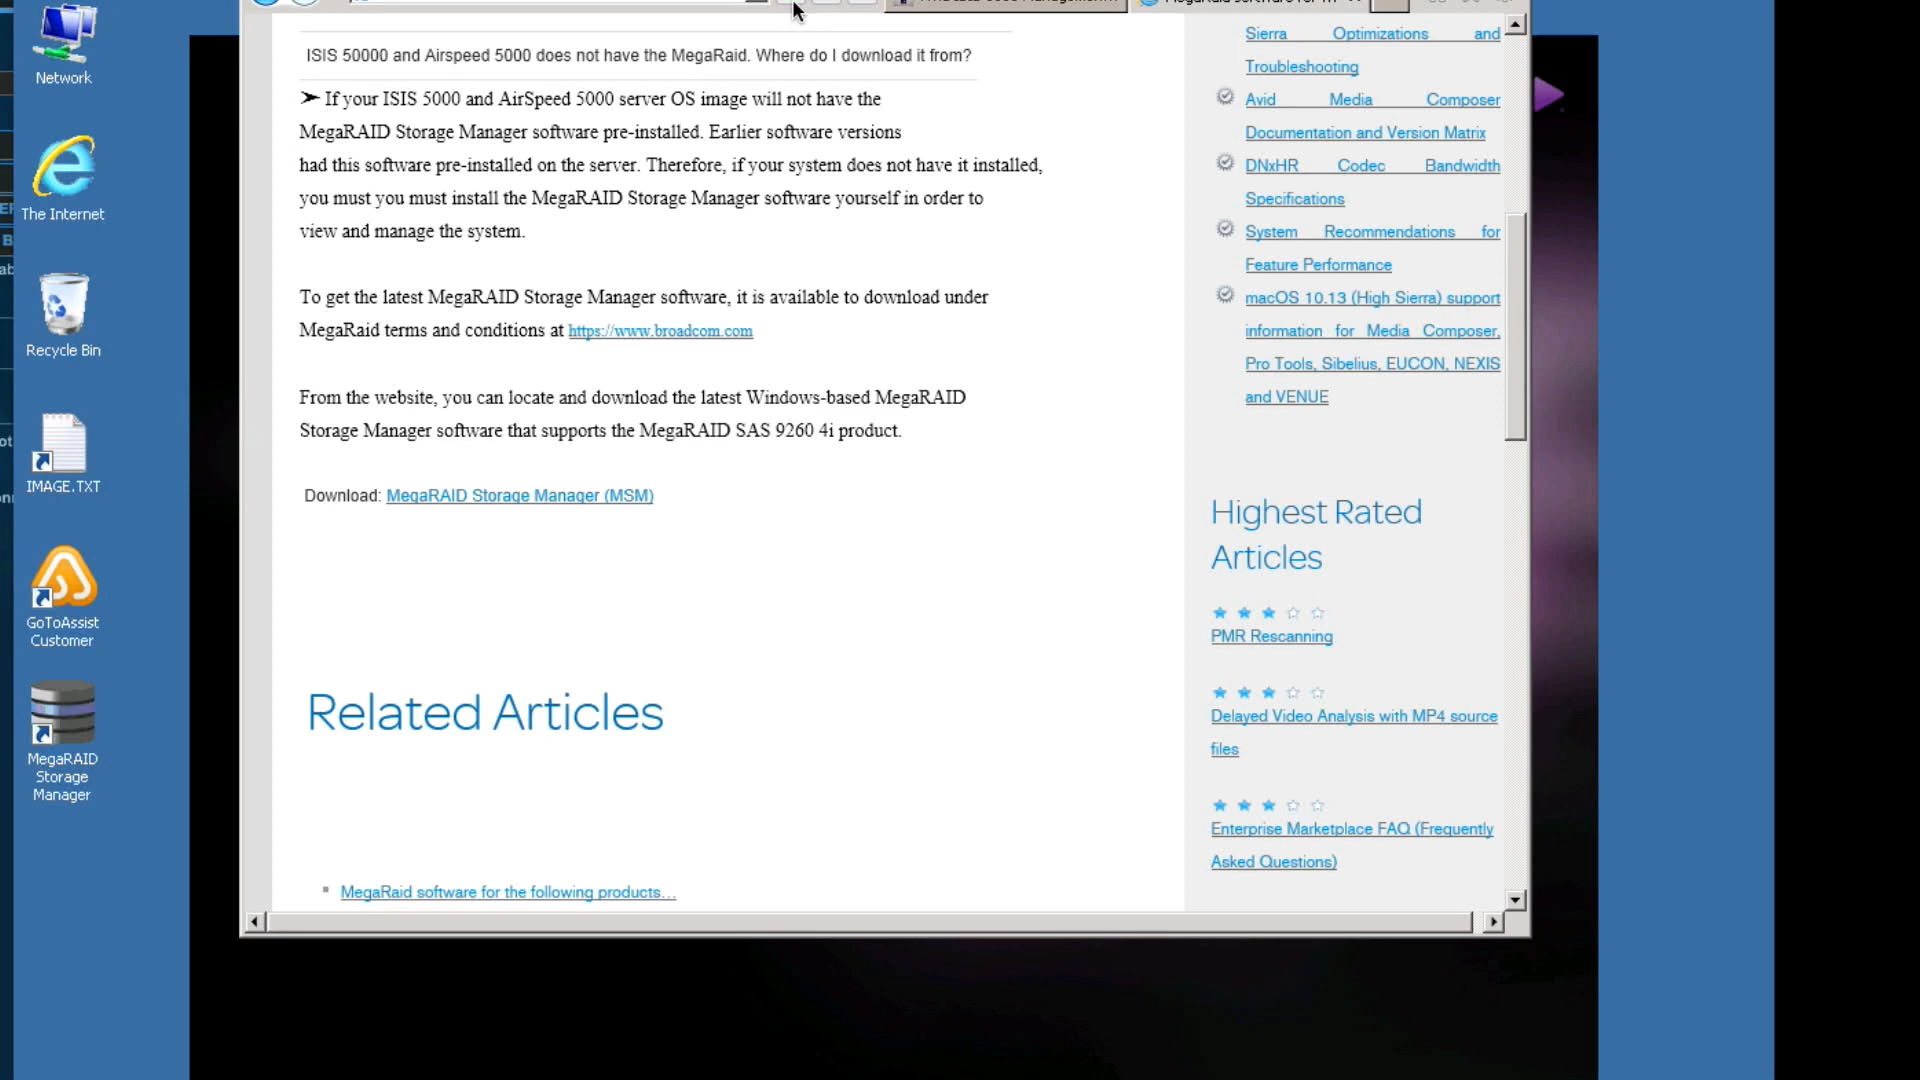 Network
The Internet
Recycle Bin
IMAGE.TXT
GoToAssist
Customer
MegaRAID
Storage
Manager
ISIS 50000 and Airspeed 5000 does not have the MegaRaid. Where do I download it from?
➤ If your ISIS 5000 and AirSpeed 5000 server OS image will not have the
MegaRAID Storage Manager software pre-installed. Earlier software versions
had this software pre-installed on the server. Therefore, if your system does not have it installed,
you must you must install the MegaRAID Storage Manager software yourself in order to
view and manage the system.
To get the latest MegaRAID Storage Manager software, it is available to download under
MegaRaid terms and conditions at https://www.broadcom.com
From the website, you can locate and download the latest Windows-based MegaRAID
Storage Manager software that supports the MegaRAID SAS 9260 4i product.
Download: MegaRAID Storage Manager (MSM)
Related Articles
MegaRaid software for the following products...
Sierra Optimizations and
Troubleshooting
Avid Media Composer
Documentation and Version Matrix
DNxHR Codec Bandwidth
Specifications
System Recommendations for
Feature Performance
macOS 10.13 (High Sierra) support
information for Media Composer,
Pro Tools, Sibelius, EUCON, NEXIS
and VENUE
Highest Rated
Articles
PMR Rescanning
Delayed Video Analysis with MP4 source
files
Enterprise Marketplace FAQ (Frequently
Asked Questions)